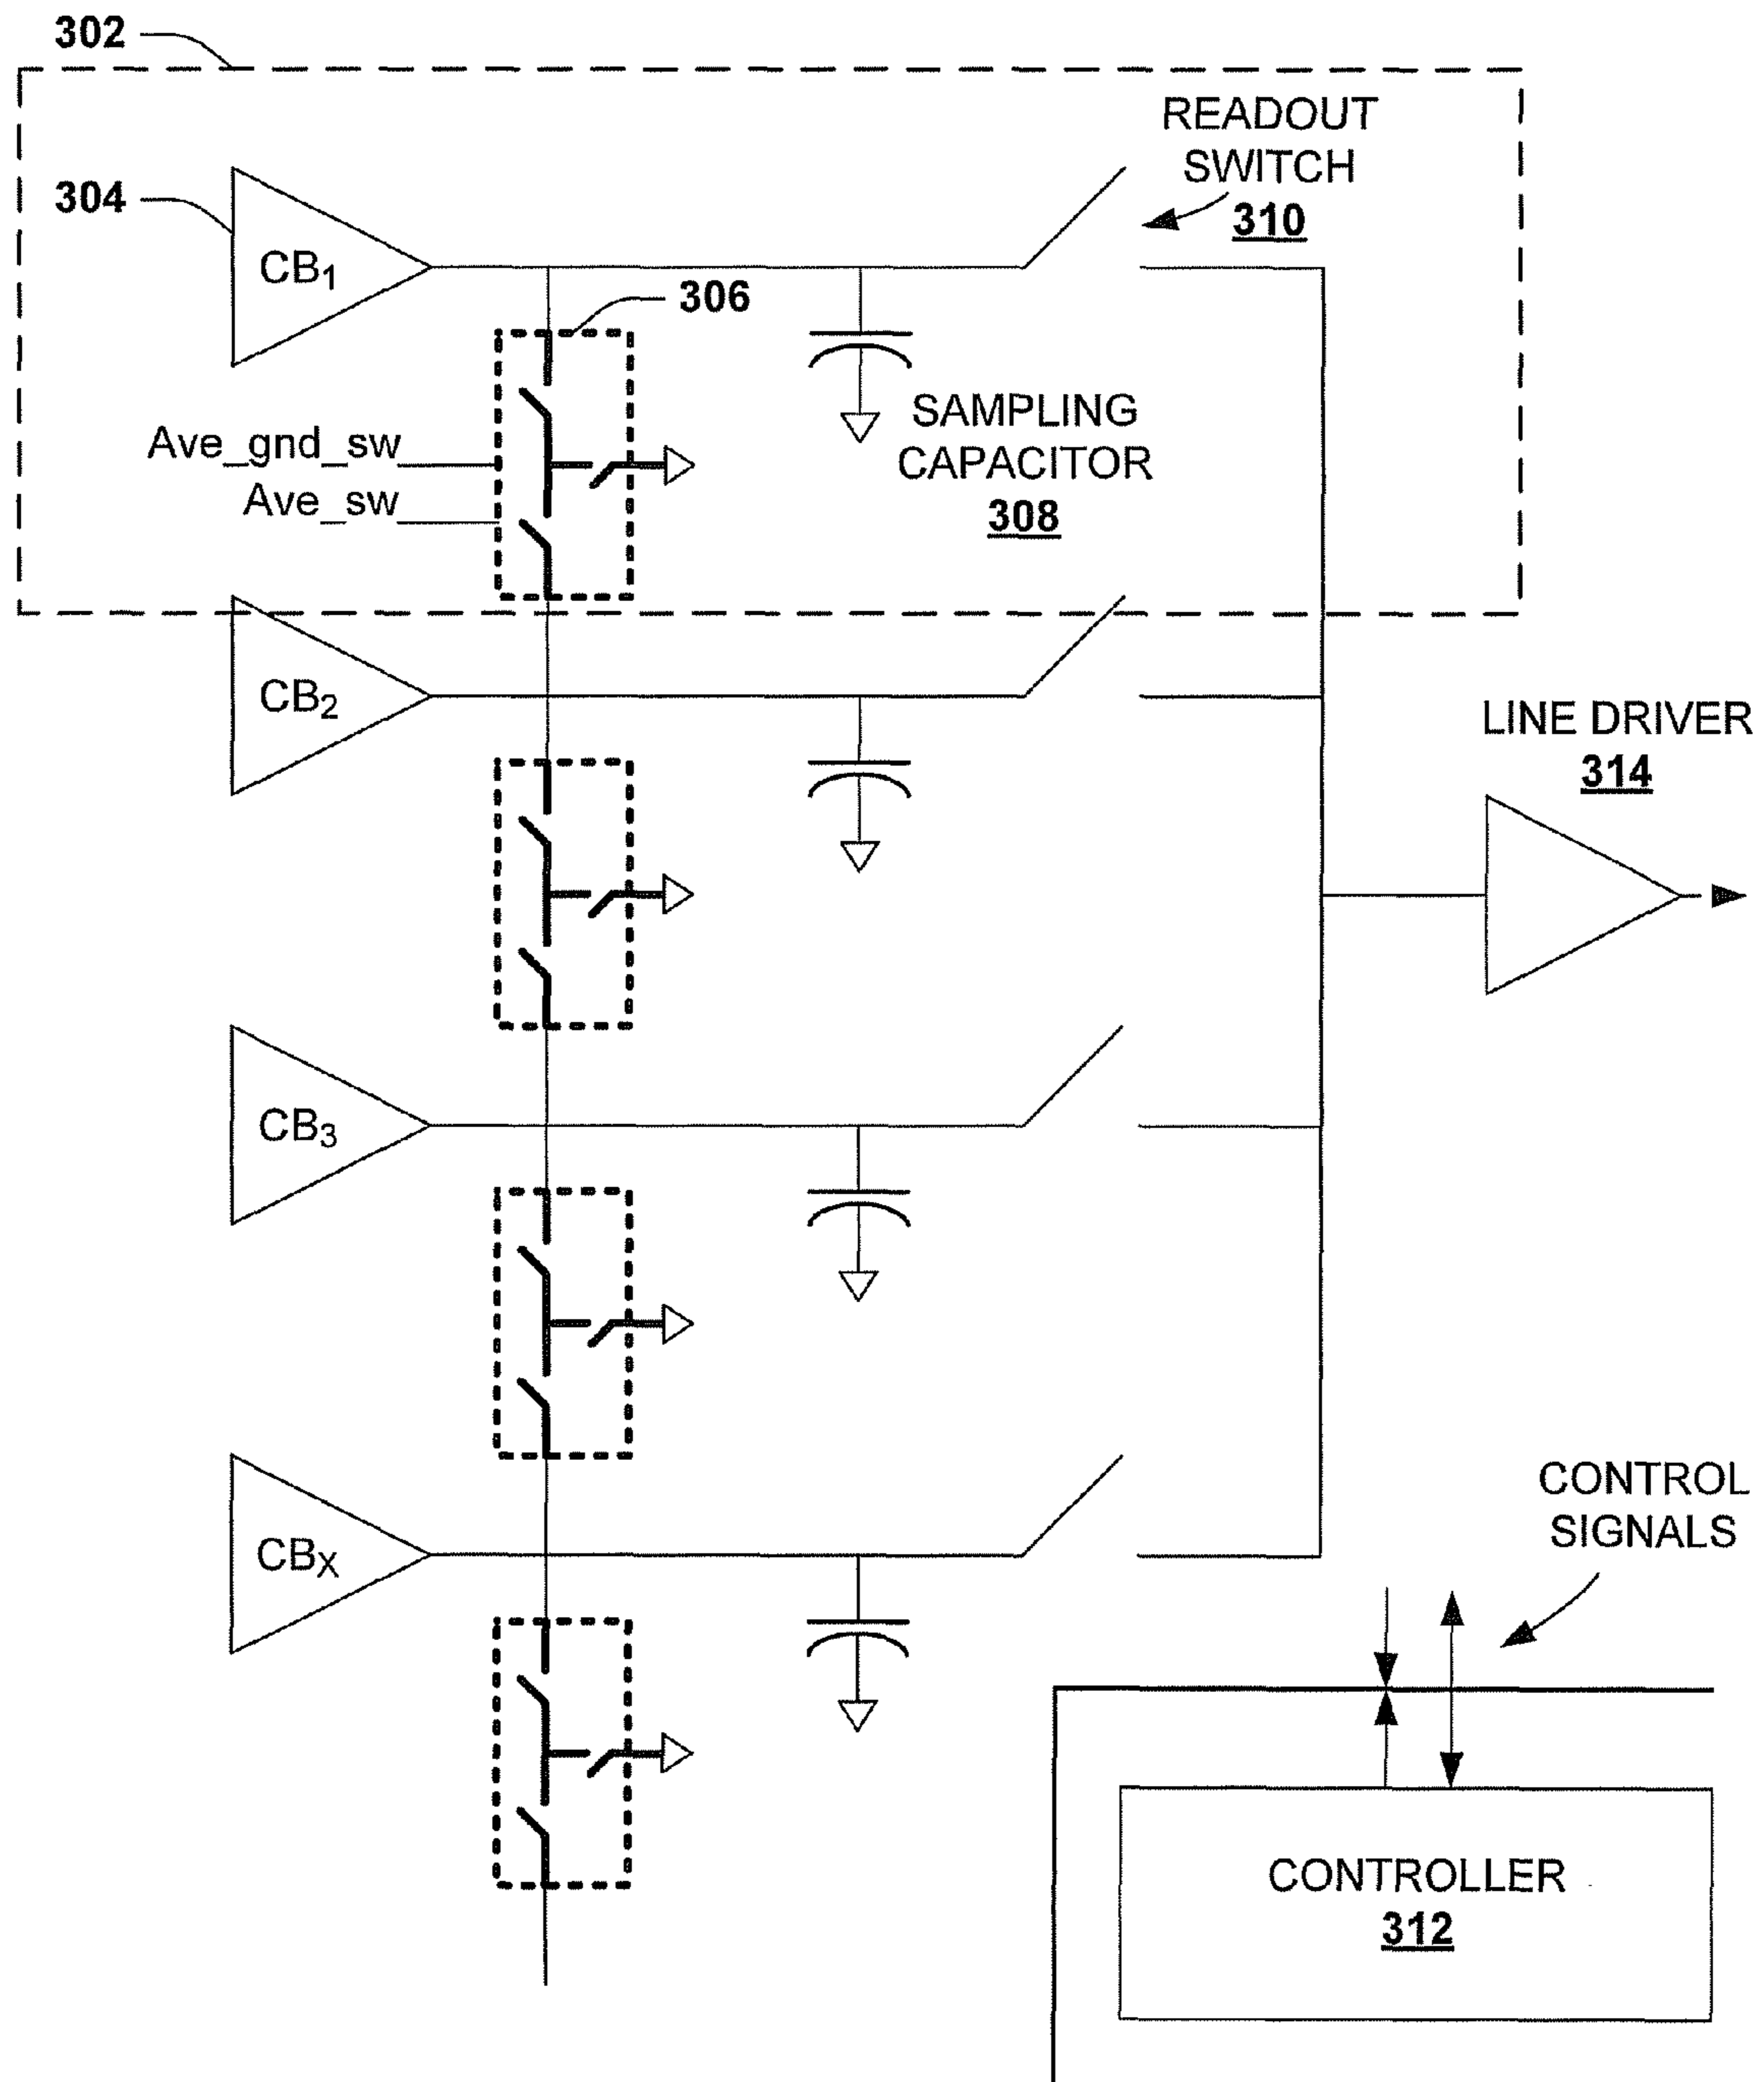 302
READOUT
SWITCH
310
304
CB1
306
Ave_gnd_sw
Ave_sw
SAMPLING
CAPACITOR
308
CB2
LINE DRIVER
314
CB3
CONTROL
SIGNALS
CBX
CONTROLLER
312